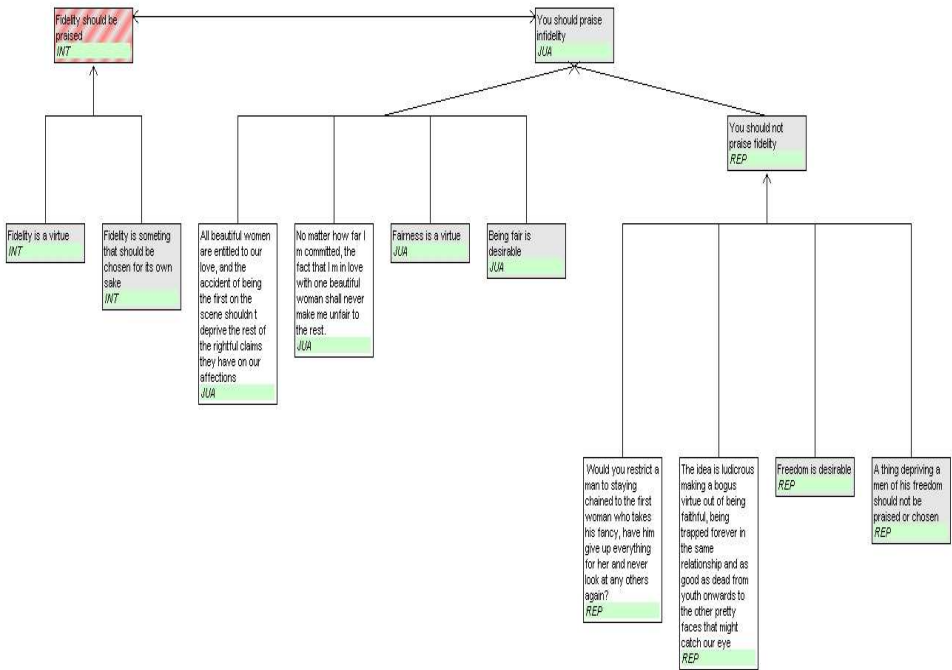 Fidelity should be
praised
INT
You should praise
infidelity
JUA
You should not
praise fidelity
REP
Fidelity is a virtue
INT
Fidelity is someting
that should be
chosen for its own
sake
INT
All beautiful women
are entitled to our
love, and the
accident of being
the first on the
scene shouldn t
deprive the rest of
the rightful claims
they have on our
affections
JUA
No matter how far I
m committed, the
fact that I m in love
with one beautiful
woman shall never
make me unfair to
the rest.
JUA
Fairness is a virtue
JUA
Being fair is
desirable
JUA
Would you restrict a
man to staying
chained to the first
woman who takes
his fancy, have him
give up everything
for her and never
look at any others
again?
REP
The idea is ludicrous
making a bogus
virtue out of being
faithful, being
trapped forever in
the same
relationship and as
good as dead from
youth onwards to
the other pretty
faces that might
catch our eye
REP
Freedom is desirable
REP
A thing depriving a
men of his freedom
should not be
praised or chosen
REP